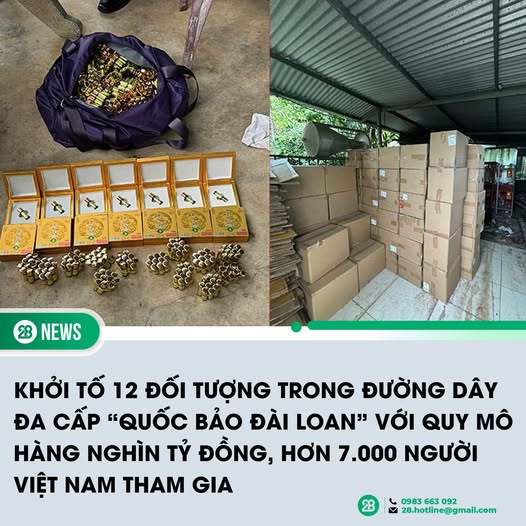 28 NEWS
KHỞI TỐ 12 ĐỐI TƯỢNG TRONG ĐƯỜNG DÂY
ĐA CẤP “QUỐC BẢO ĐÀI LOAN” VỚI QUY MÔ
HÀNG NGHÌN TỶ ĐỒNG, HƠN 7.000 NGƯỜI
VIỆT NAM THAM GIA
28
0983 663 092
28.hotline@gmail.com